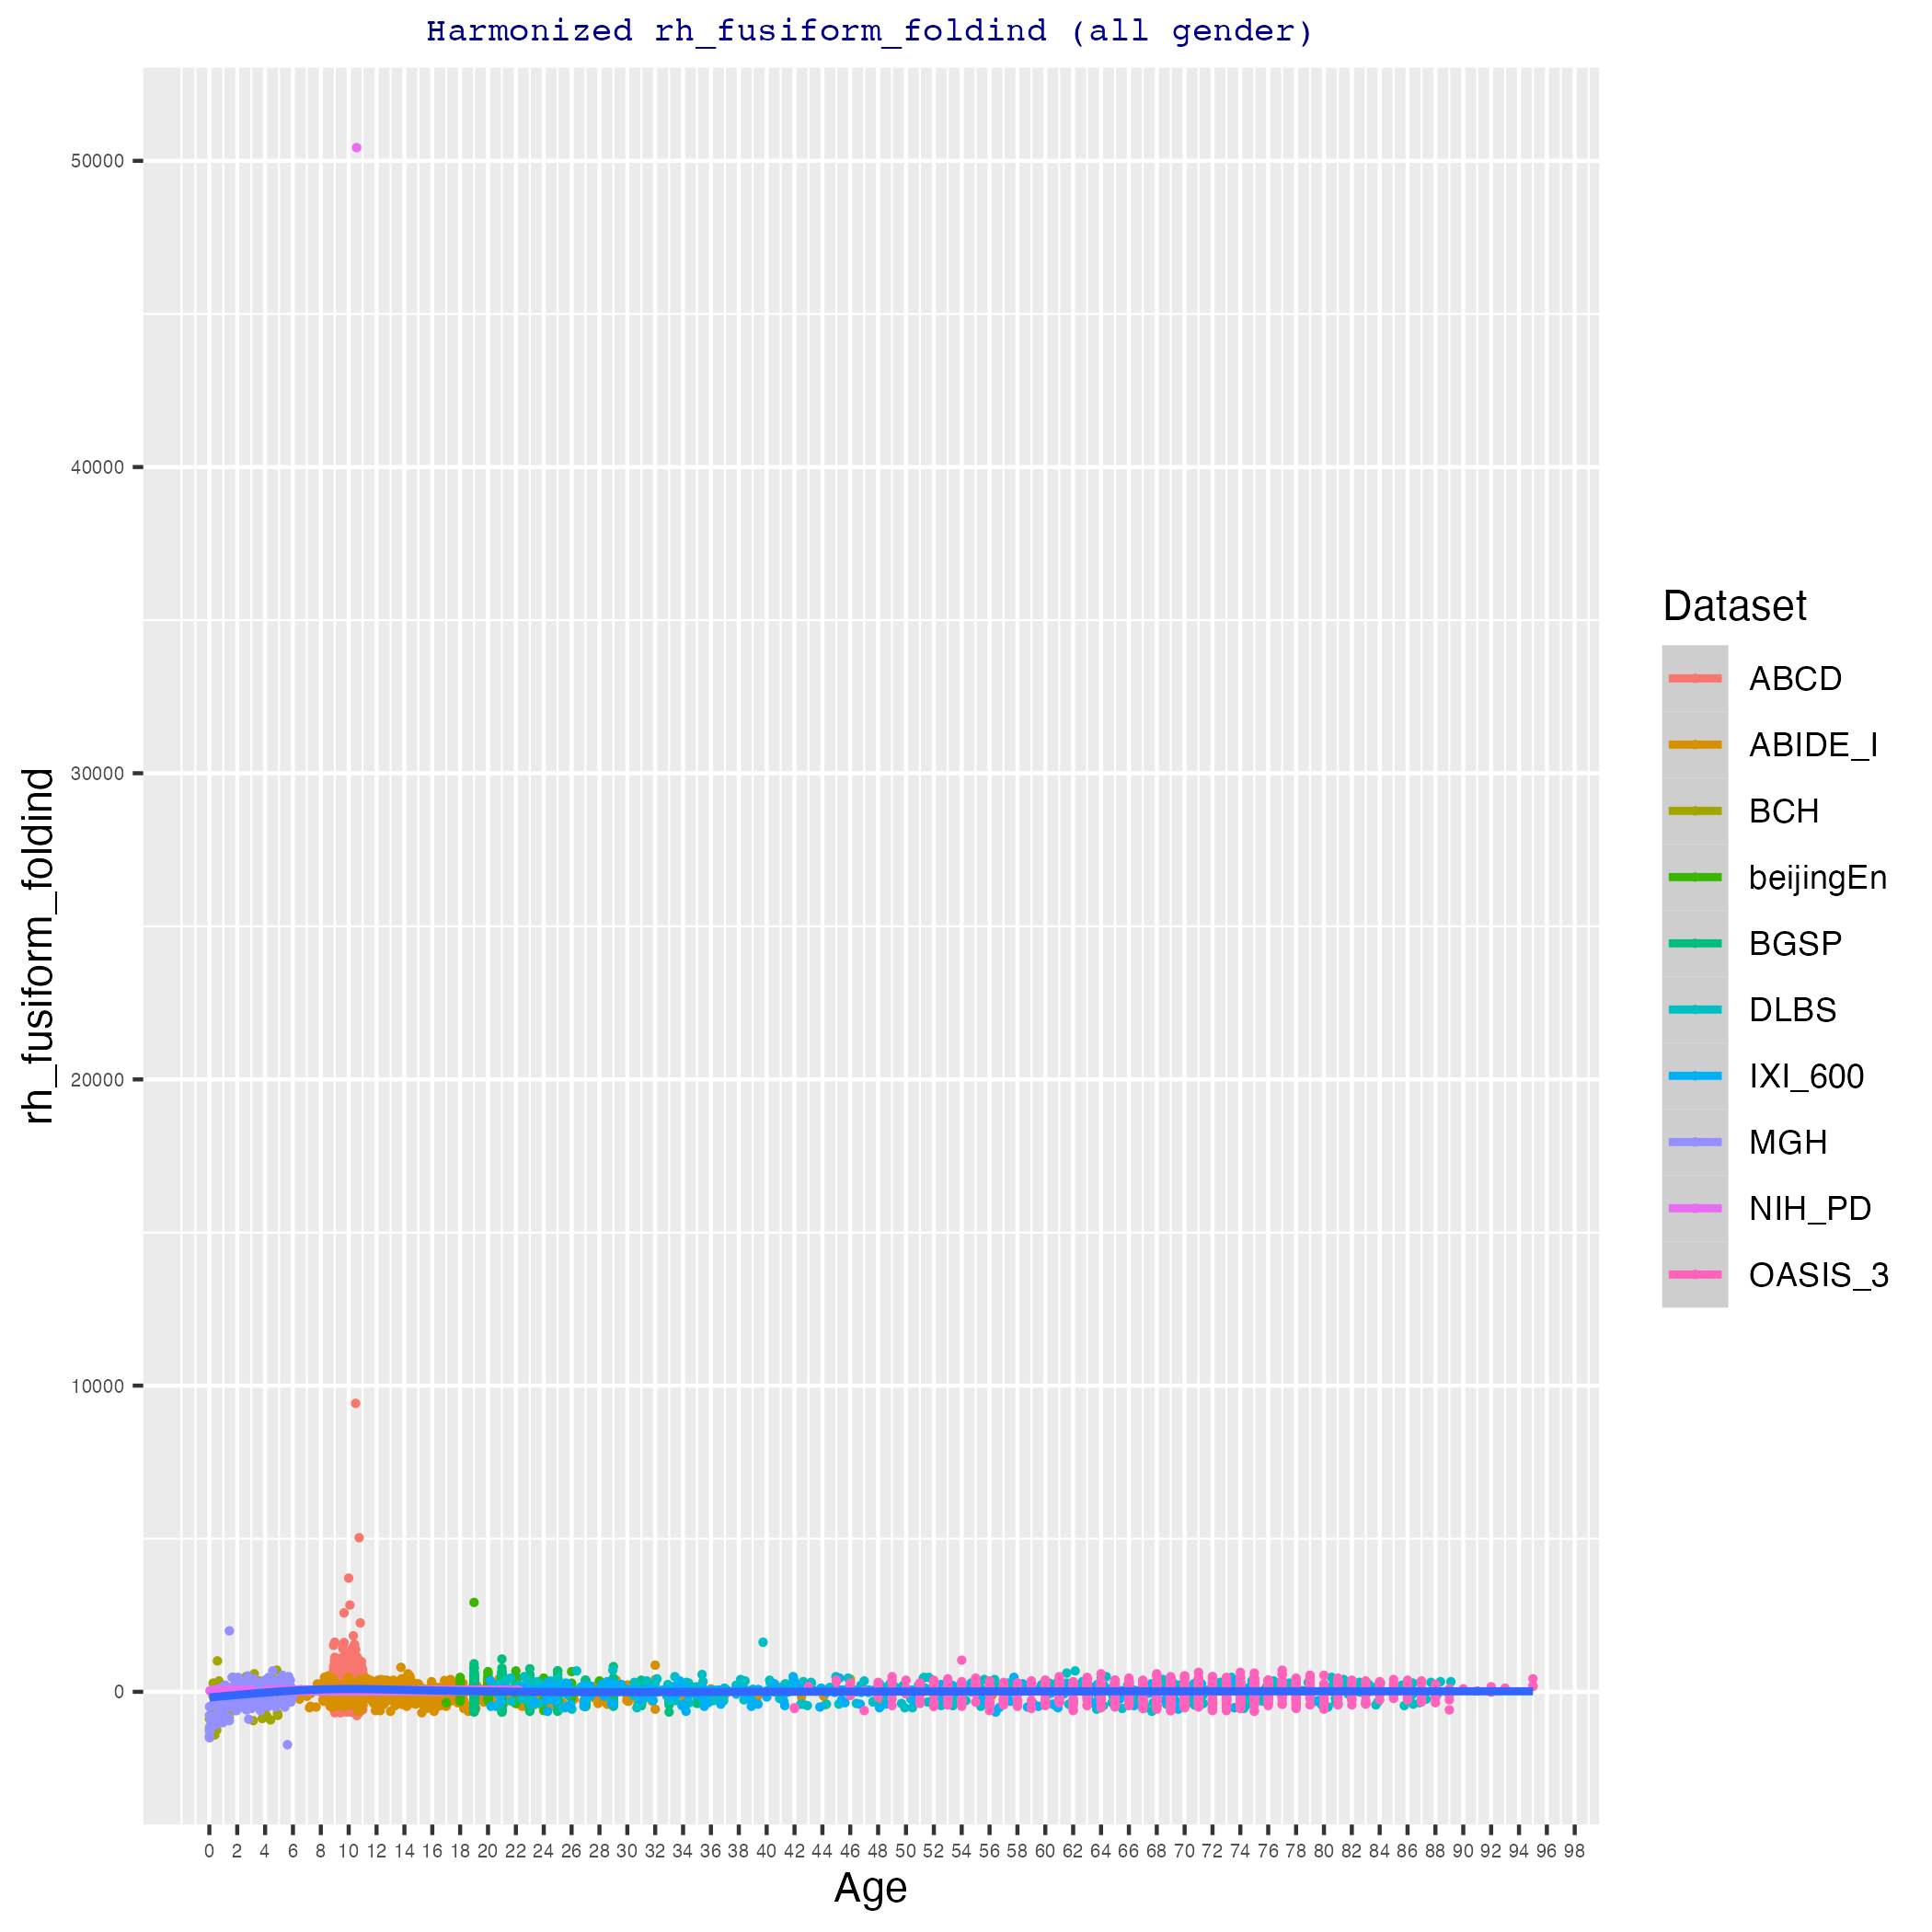 Harmonized rh_fusiform_foldind (all gender)
50000
40000
30000
20000
10000
0
rh_fusiform_foldind
0 2 4 6 8 10 12 14 16 18 20 22 24 26 28 30 32 34 36 38 40 42 44 46 48 50 52 54 56 58 60 62 64 66 68 70 72 74 76 78 80 82 84 86 88 90 92 94 96 98
Age
Dataset
ABCD
ABIDE_I
BCH
beijingEn
BGSP
DLBS
IXI_600
MGH
NIH_PD
OASIS_3